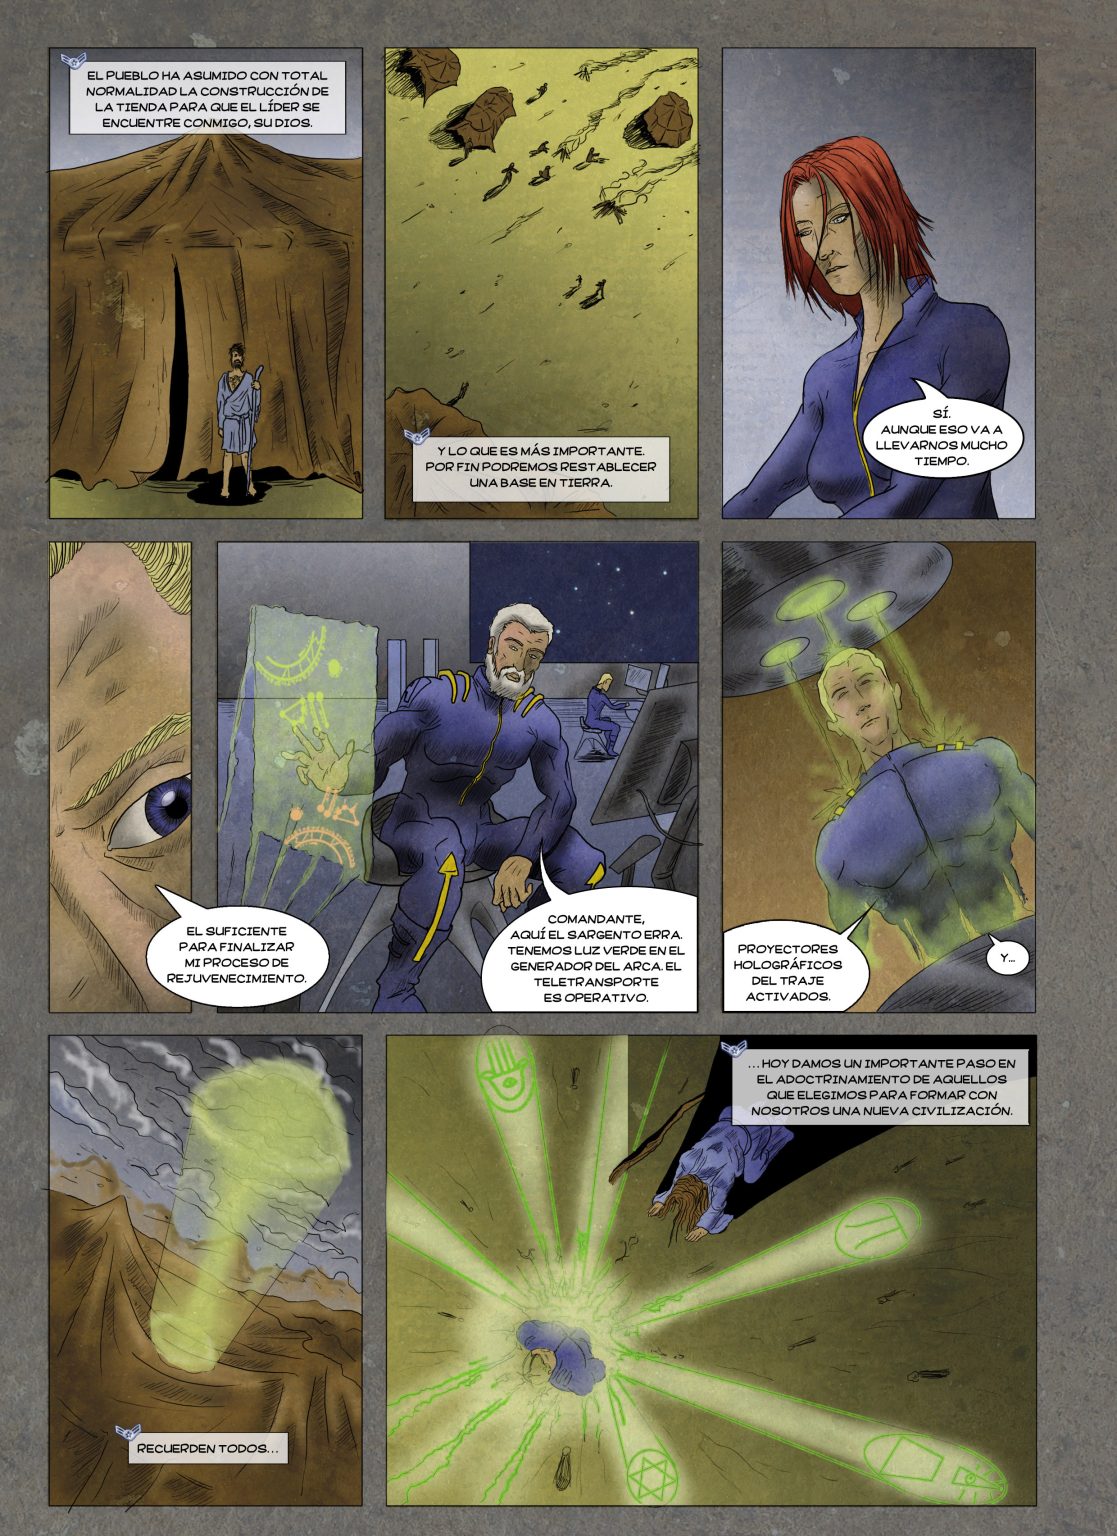 EL PUEBLO HA ASUMIDO CON TOTAL
NORMALIDAD LA CONSTRUCCIÓN DE
LA TIENDA PARA QUE EL LÍDER SE
ENCUENTRE CONMIGO, SU DIOS.
Y LO QUE ES MÁS IMPORTANTE.
POR FIN PODREMOS RESTABLECER
UNA BASE EN TIERRA.
SÍ.
AUNQUE ESO VA A
LLEVARNOS MUCHO
TIEMPO.
EL SUFICIENTE
PARA FINALIZAR
MI PROCESO DE
REJUVENECIMIENTO.
COMANDANTE,
AQUÍ EL SARGENTO ERRA.
TENEMOS LUZ VERDE EN EL
GENERADOR DEL ARCA. EL
TELETRANSPORTE
ES OPERATIVO.
PROYECTORES
HOLOGRÁFICOS
DEL TRAJE
ACTIVADOS.
Y...
RECUERDEN TODOS...
...HOY DAMOS UN IMPORTANTE PASO EN
EL ADOCTRINAMIENTO DE AQUELLOS
QUE ELEGIMOS PARA FORMAR CON
NOSOTROS UNA NUEVA CIVILIZACIÓN.